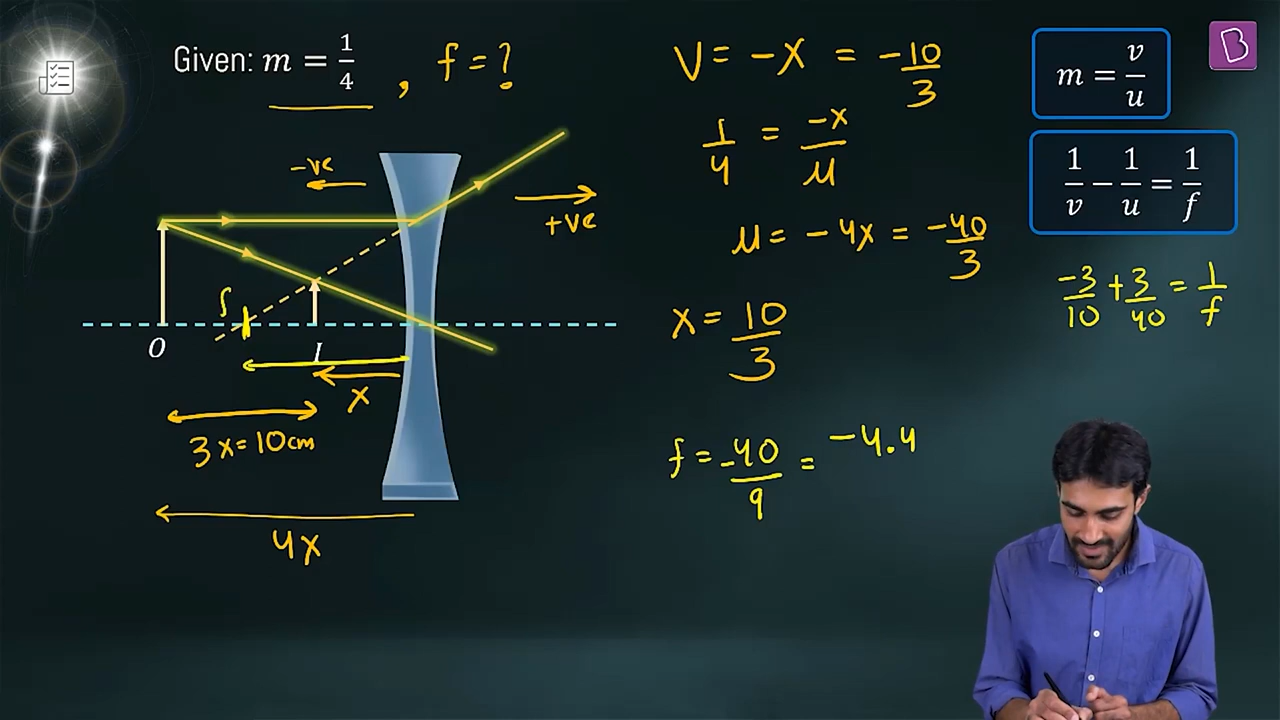 Given: m = 1/4 , f = ?
-ve
+ve
f
O
I
x
3x = 10cm
4x
V = -x = -10/3
1/4 = -x/u
u = -4x = -40/3
x = 10/3
f = -40/9 = -4.4
m = v/u
1/v - 1/u = 1/f
-3/10 + 3/40 = 1/f
B